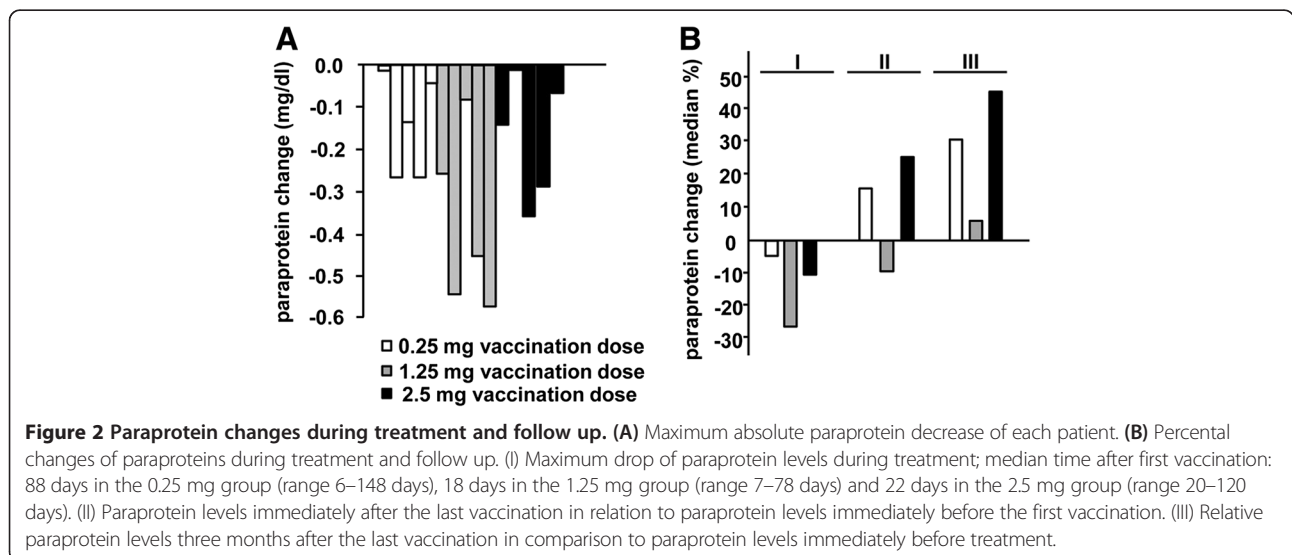 A
paraprotein change (mg/dl)
0.0
-0.1
-0.2
-0.3
-0.4
-0.5
-0.6
0.25 mg vaccination dose
1.25 mg vaccination dose
2.5 mg vaccination dose
B
I II III
paraprotein change (median %)
50
40
30
20
10
0
-10
-20
-30
Figure 2 Paraprotein changes during treatment and follow up. (A) Maximum absolute paraprotein decrease of each patient. (B) Percental
changes of paraproteins during treatment and follow up. (I) Maximum drop of paraprotein levels during treatment; median time after first vaccination:
88 days in the 0.25 mg group (range 6–148 days), 18 days in the 1.25 mg group (range 7–78 days) and 22 days in the 2.5 mg group (range 20–120
days). (II) Paraprotein levels immediately after the last vaccination in relation to paraprotein levels immediately before the first vaccination. (III) Relative
paraprotein levels three months after the last vaccination in comparison to paraprotein levels immediately before treatment.